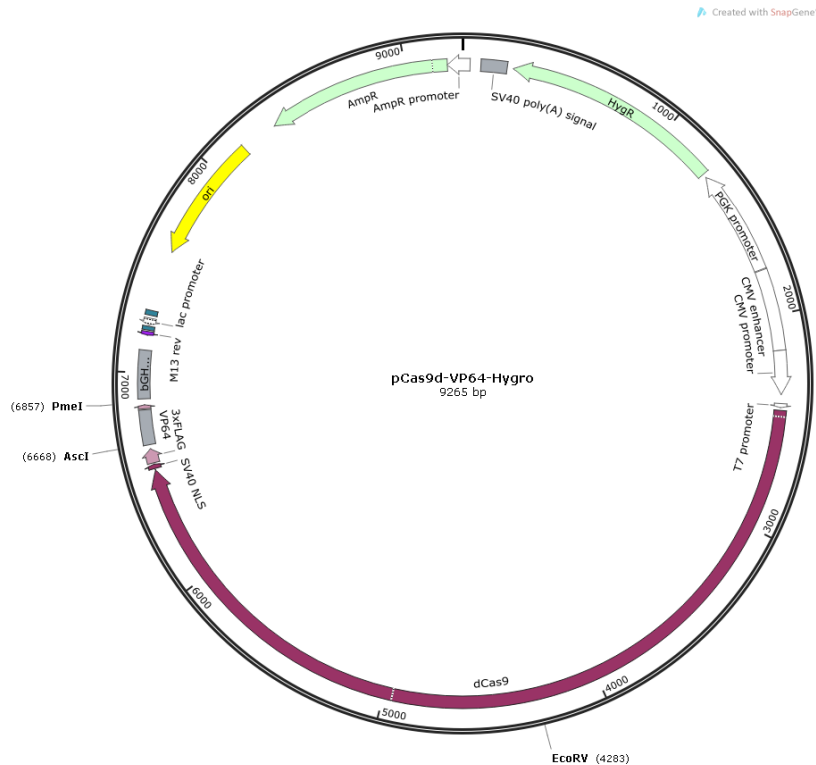 Created with SnapGene®
9000
AmpR
AmpR promoter
SV40 poly(A) signal
HygR
1000
PGK promoter
2000
CMV enhancer
CMV promoter
T7 promoter
3000
dCas9
4000
EcoRV (4283)
5000
6000
SV40 NLS
3xFLAG
VP64
(6668) AscI
(6857) PmeI
7000
bGH...
M13 rev
lac promoter
ori
8000
pCas9d-VP64-Hygro
9265 bp